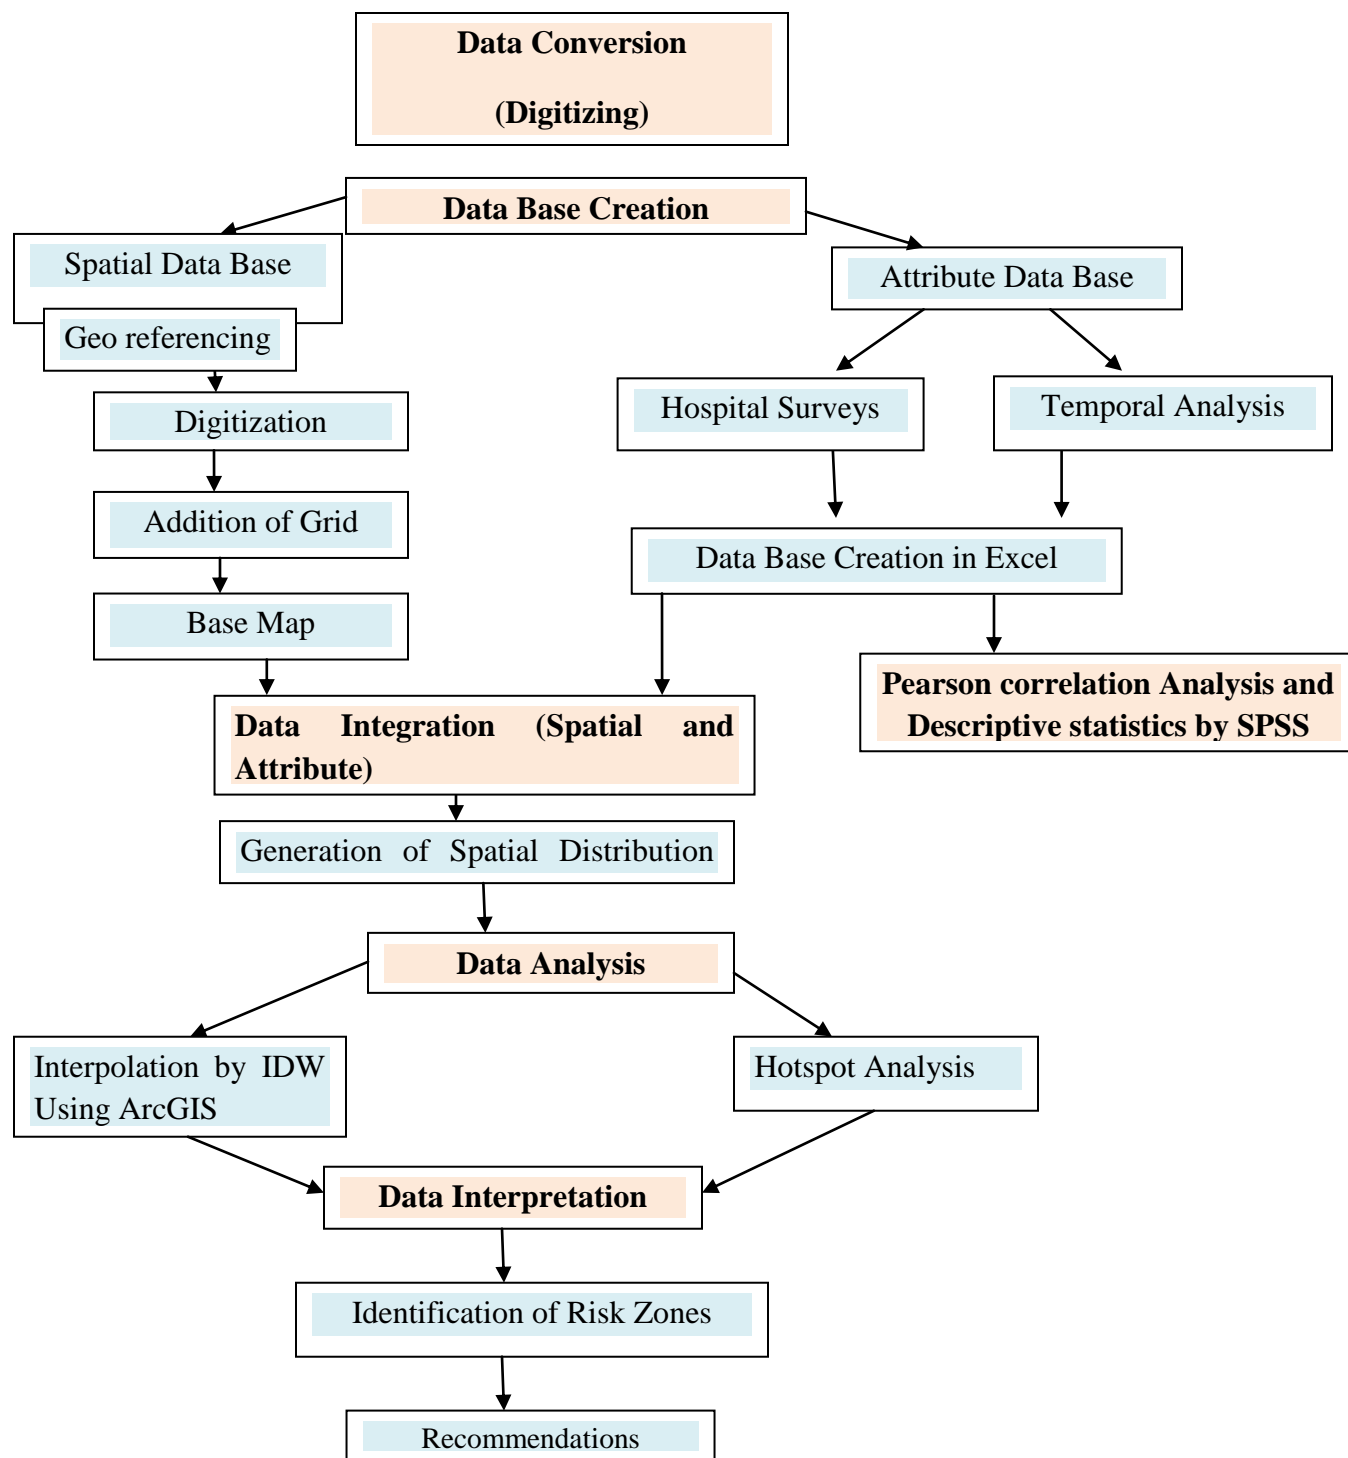 Data Conversion
(Digitizing)
Data Base Creation
Spatial Data Base
Attribute Data Base
Geo referencing
Digitization
Hospital Surveys
Temporal Analysis
Addition of Grid
Data Base Creation in Excel
Base Map
Pearson correlation Analysis and
Descriptive statistics by SPSS
Data Integration (Spatial and
Attribute)
Generation of Spatial Distribution
Data Analysis
Interpolation by IDW
Using ArcGIS
Hotspot Analysis
Data Interpretation
Identification of Risk Zones
Recommendations